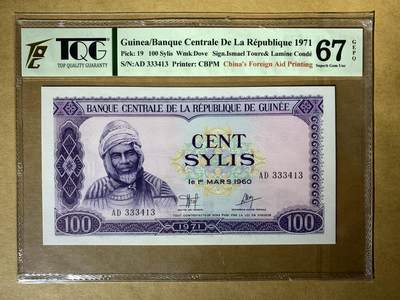 TQG
TOP QUALITY GUARANTY
Guinea/Banque Centrale De La République 1971
Pick: 19 100 Sylis Wmk:Dove Sign.Ismael Toure& Lamine Condé
S/N:AD 333413 Printer: CBPM China's Foreign Aid Printing
67
Superb Gem Unc
GEPQ
BANQUE CENTRALE DE LA RÉPUBLIQUE DE GUINÉE
CENT
SYLIS
le 1er MARS 1960
AD 333413
AD 333413
100
1971
100